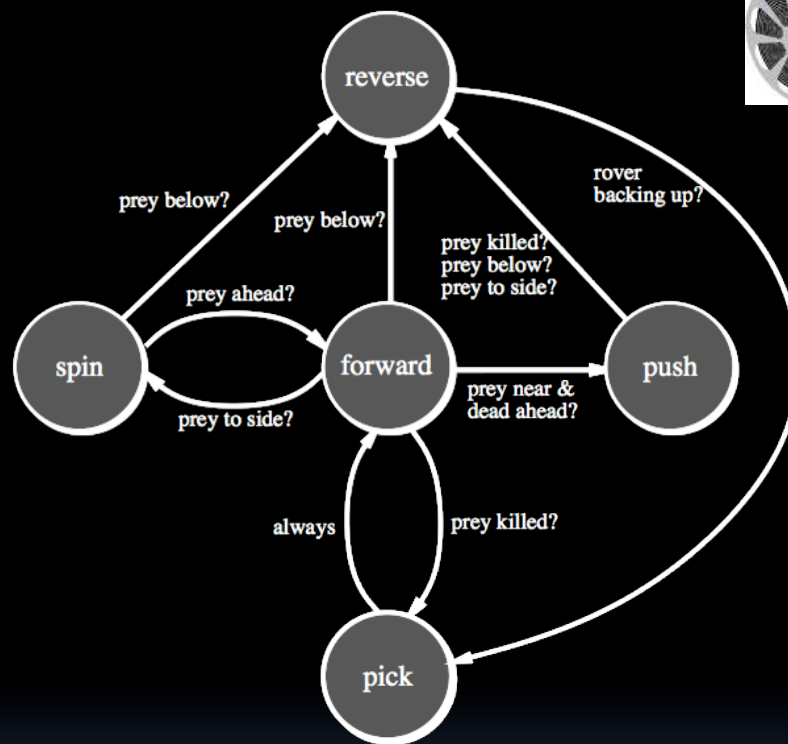 reverse
rover
backing up?
prey below?
prey below?
prey killed?
prey below?
prey to side?
prey ahead?
spin
forward
push
prey to side?
prey near &
dead ahead?
always
prey killed?
pick